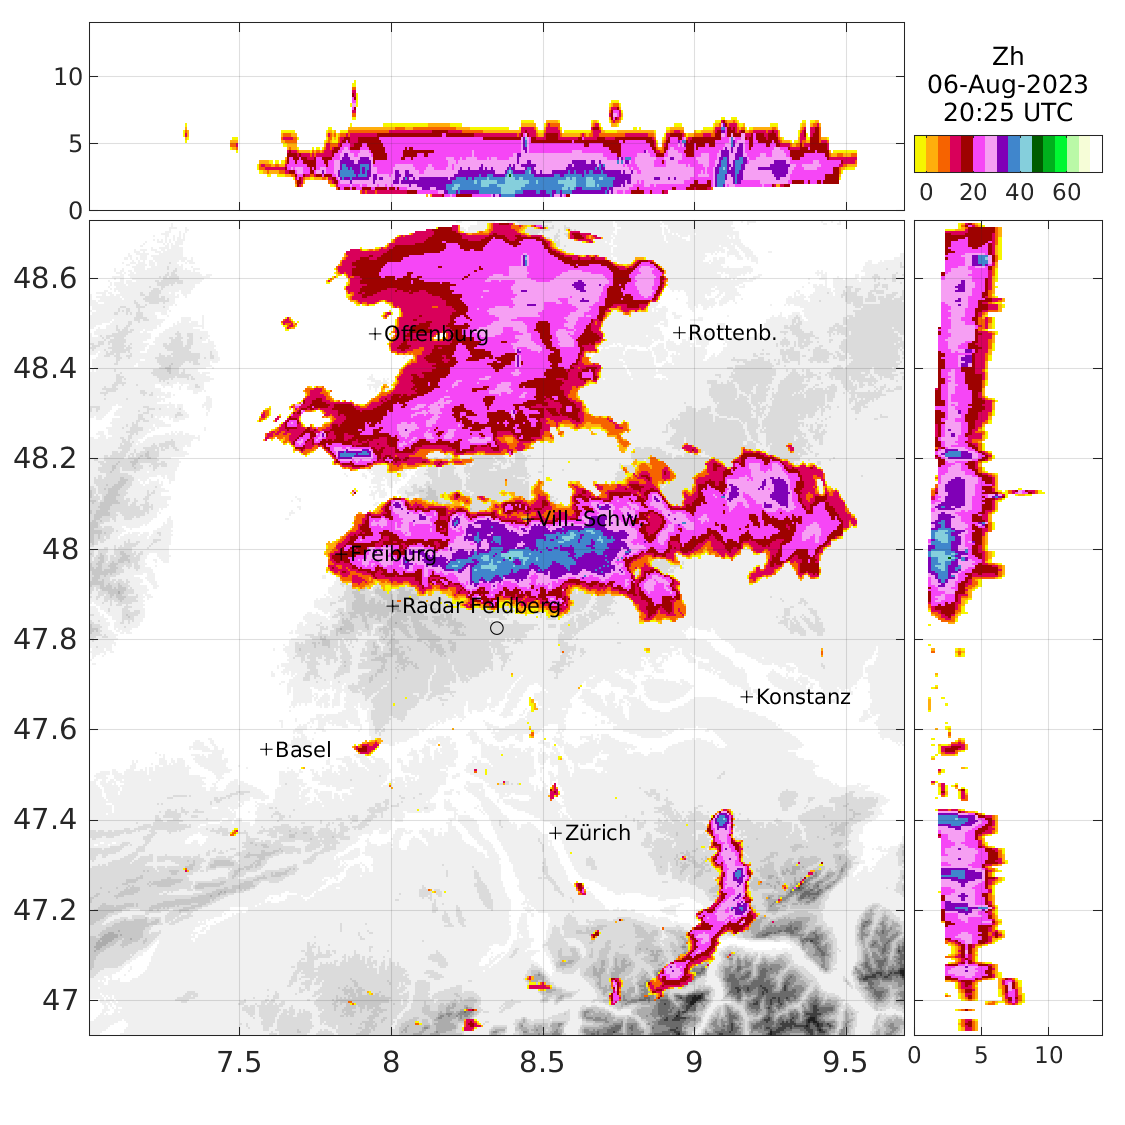 Zh
06-Aug-2023
20:25 UTC
0 20 40 60
10
5
0
48.6
48.4
48.2
48
47.8
47.6
47.4
47.2
47
+Offenburg
+Rottenb.
+Vill.-Schw.
+Freiburg
+Radar Feldberg
+Konstanz
+Basel
+Zürich
7.5 8 8.5 9 9.5
0 5 10